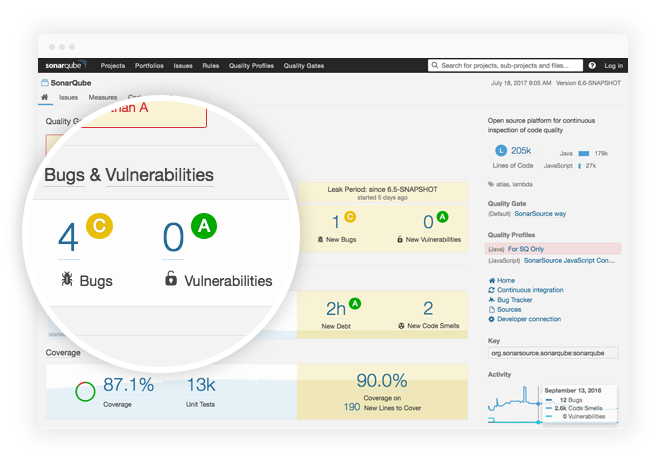 sonarqube Projects Portfolios Issues Rules Quality Profiles Quality Gates Search for projects, sub-projects and files... Log in
SonarQube
July 18, 2017 9:05 AM Version 6.6-SNAPSHOT
Issues Measures
Quality
than A
Bugs & Vulnerabilities
4 C
Bugs
0 A
Vulnerabilities
Leak Period: since 6.5-SNAPSHOT
started 5 days ago
1 C
New Bugs
0 A
New Vulnerabilities
2h A
New Debt
2
New Code Smells
Coverage
87.1%
Coverage
13k
Unit Tests
90.0%
Coverage on
190 New Lines to Cover
Open source platform for continuous
inspection of code quality
L 205k
Lines of Code
Java 179k
JavaScript 27k
atlas, lambda
Quality Gate
(Default) SonarSource way
Quality Profiles
(Java) For SQ Only
(JavaScript) SonarSource JavaScript Con...
Home
Continuous integration
Bug Tracker
Sources
Developer connection
Key
org.sonarsource.sonarqube:sonarqube
Activity
September 13, 2016
12 Bugs
2.6k Code Smells
0 Vulnerabilities